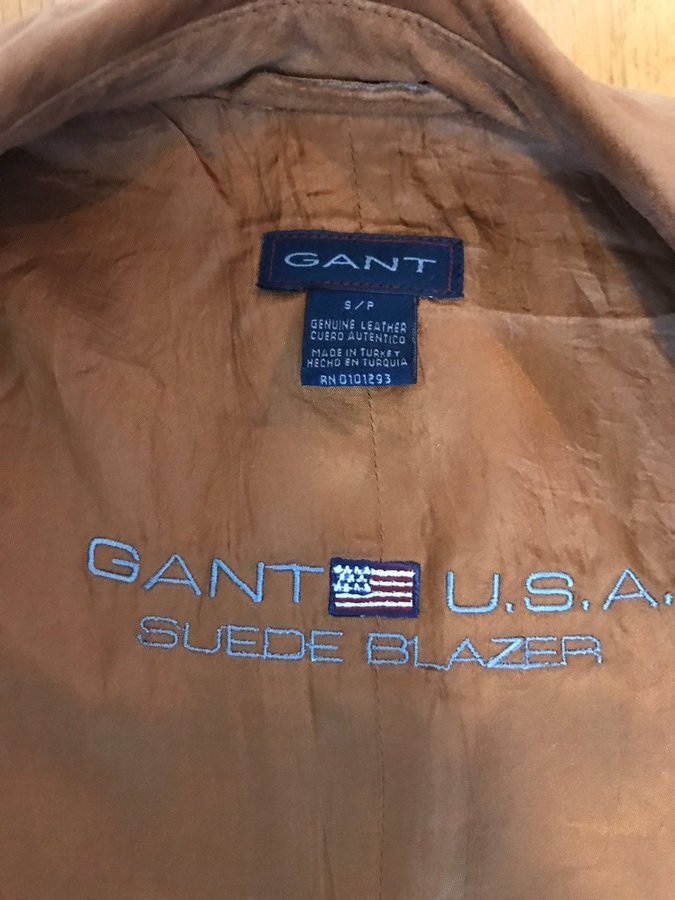 GANT
S/P
GENUINE LEATHER
CUERO AUTENTICO
MADE IN TURKEY
HECHO EN TURQUIA
RN 0101293
GANT U.S.A.
SUEDE BLAZER